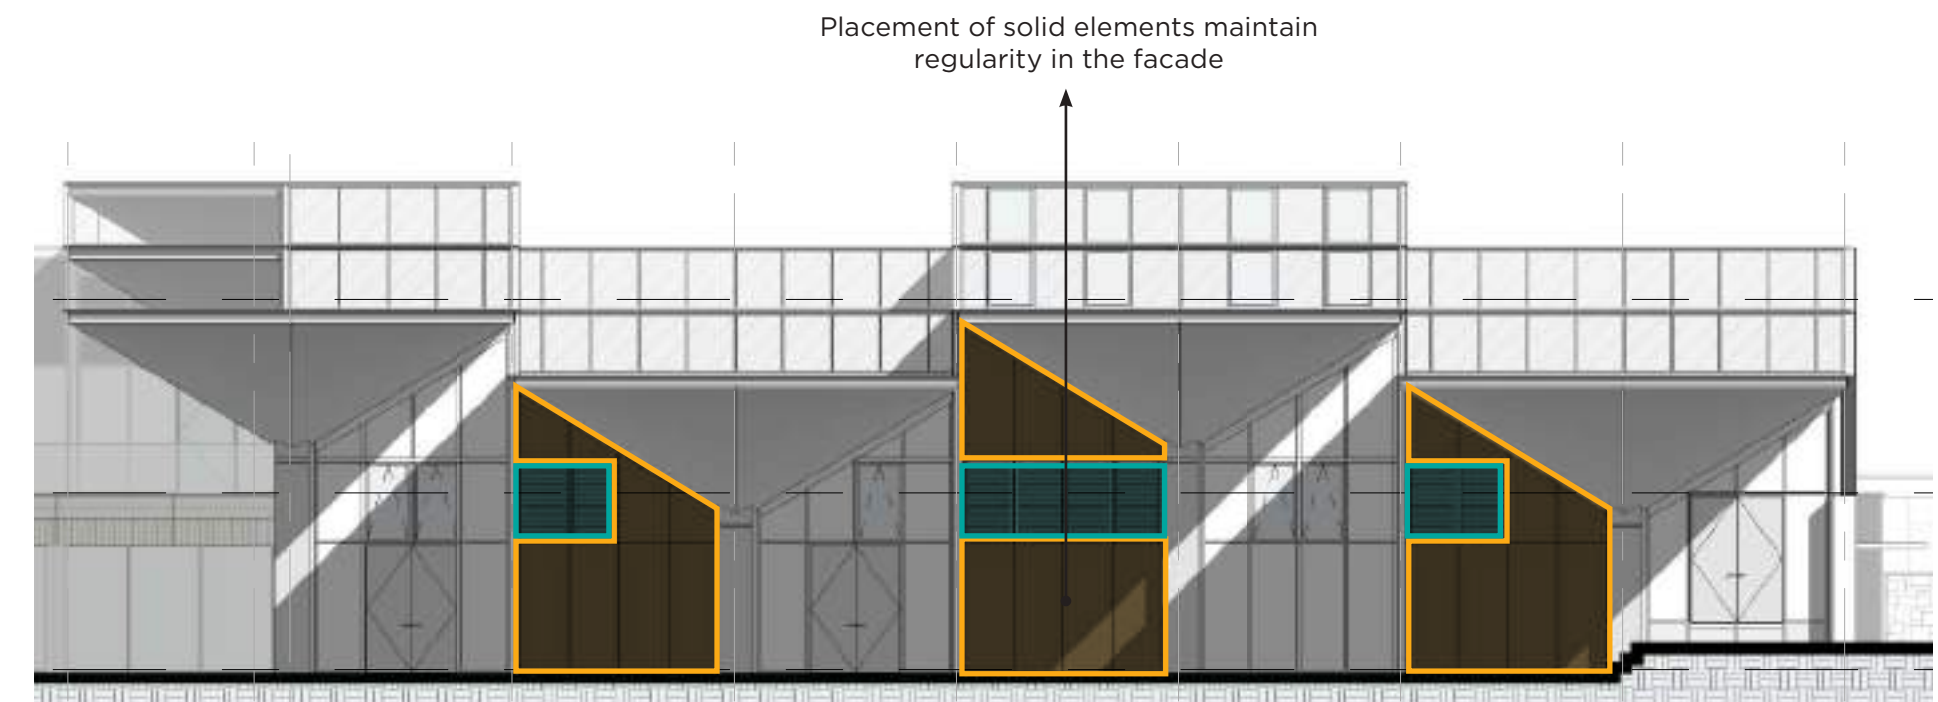 Placement of solid elements maintain
regularity in the facade